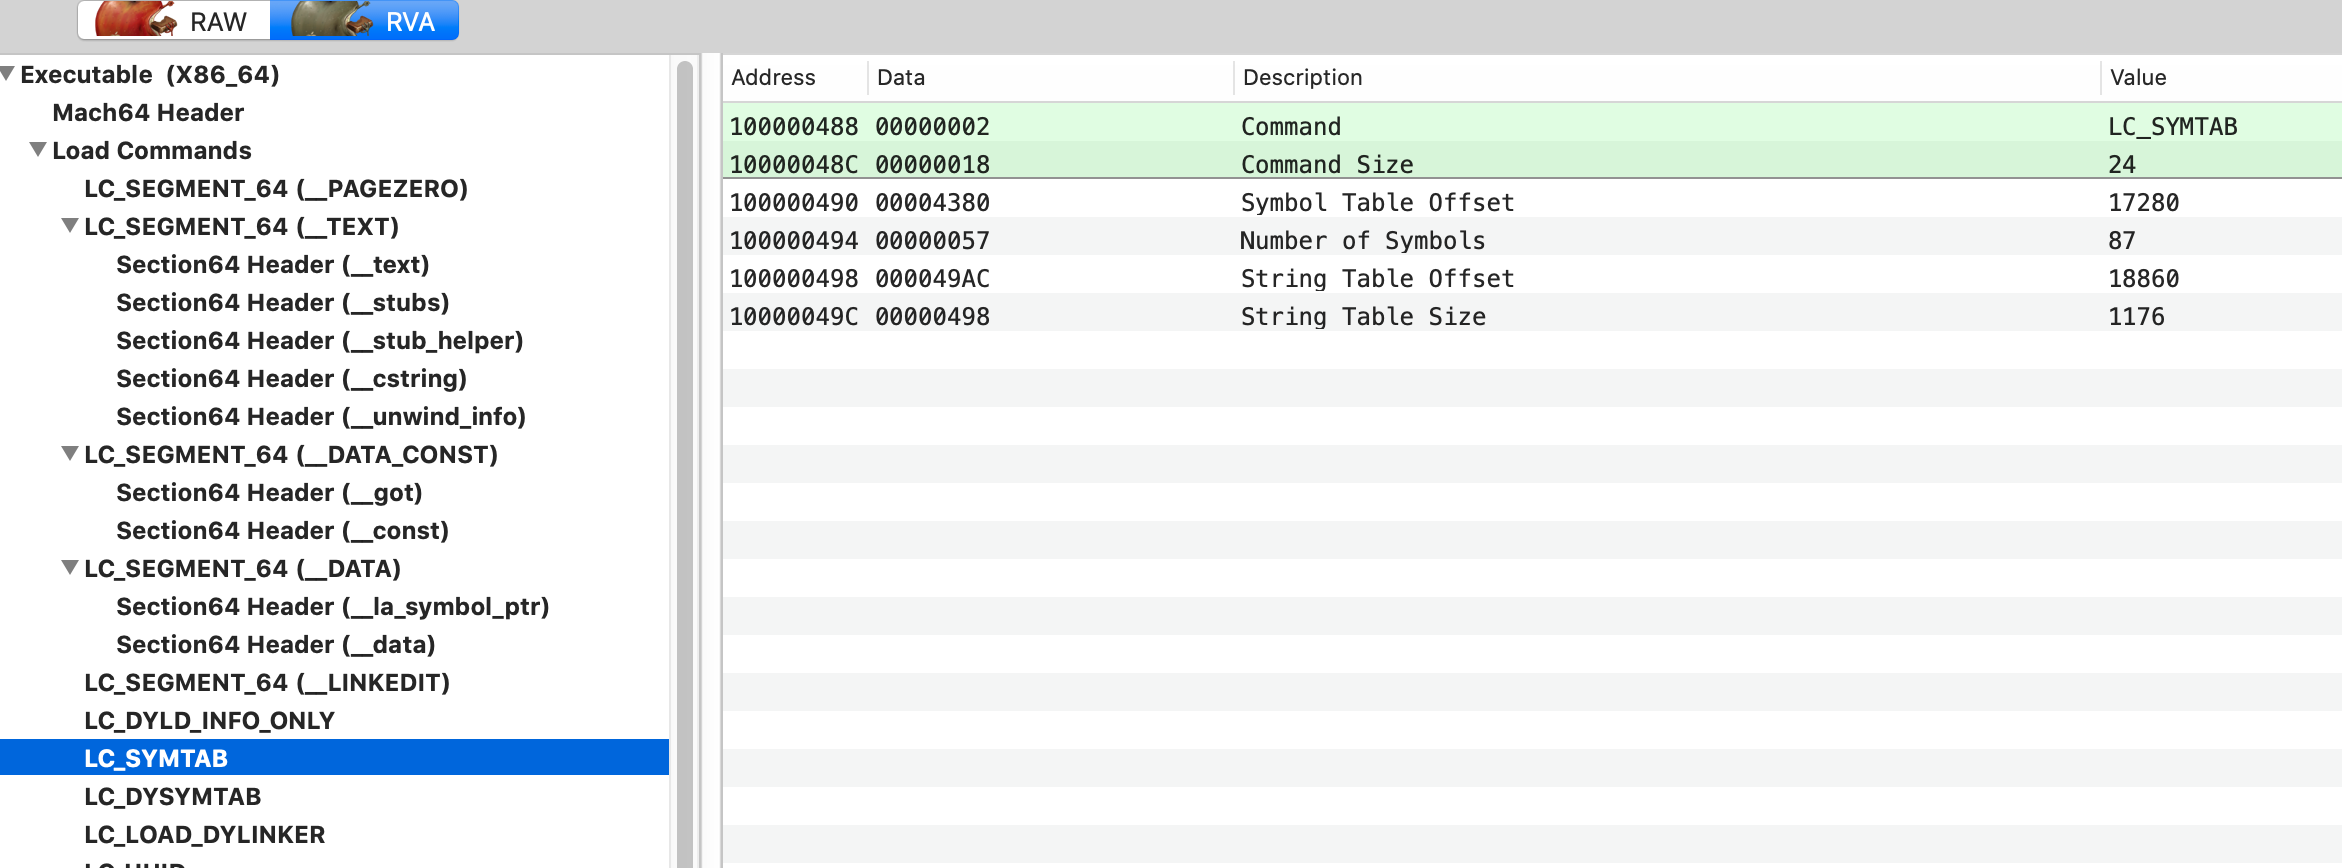 RAW RVA
Executable (X86_64)
Mach64 Header
Load Commands
LC_SEGMENT_64 (__PAGEZERO)
LC_SEGMENT_64 (__TEXT)
Section64 Header (__text)
Section64 Header (__stubs)
Section64 Header (__stub_helper)
Section64 Header (__cstring)
Section64 Header (__unwind_info)
LC_SEGMENT_64 (__DATA_CONST)
Section64 Header (__got)
Section64 Header (__const)
LC_SEGMENT_64 (__DATA)
Section64 Header (__la_symbol_ptr)
Section64 Header (__data)
LC_SEGMENT_64 (__LINKEDIT)
LC_DYLD_INFO_ONLY
LC_SYMTAB
LC_DYSYMTAB
LC_LOAD_DYLINKER
Address Data Description Value
100000488 00000002 Command LC_SYMTAB
10000048C 00000018 Command Size 24
100000490 00004380 Symbol Table Offset 17280
100000494 00000057 Number of Symbols 87
100000498 000049AC String Table Offset 18860
10000049C 00000498 String Table Size 1176